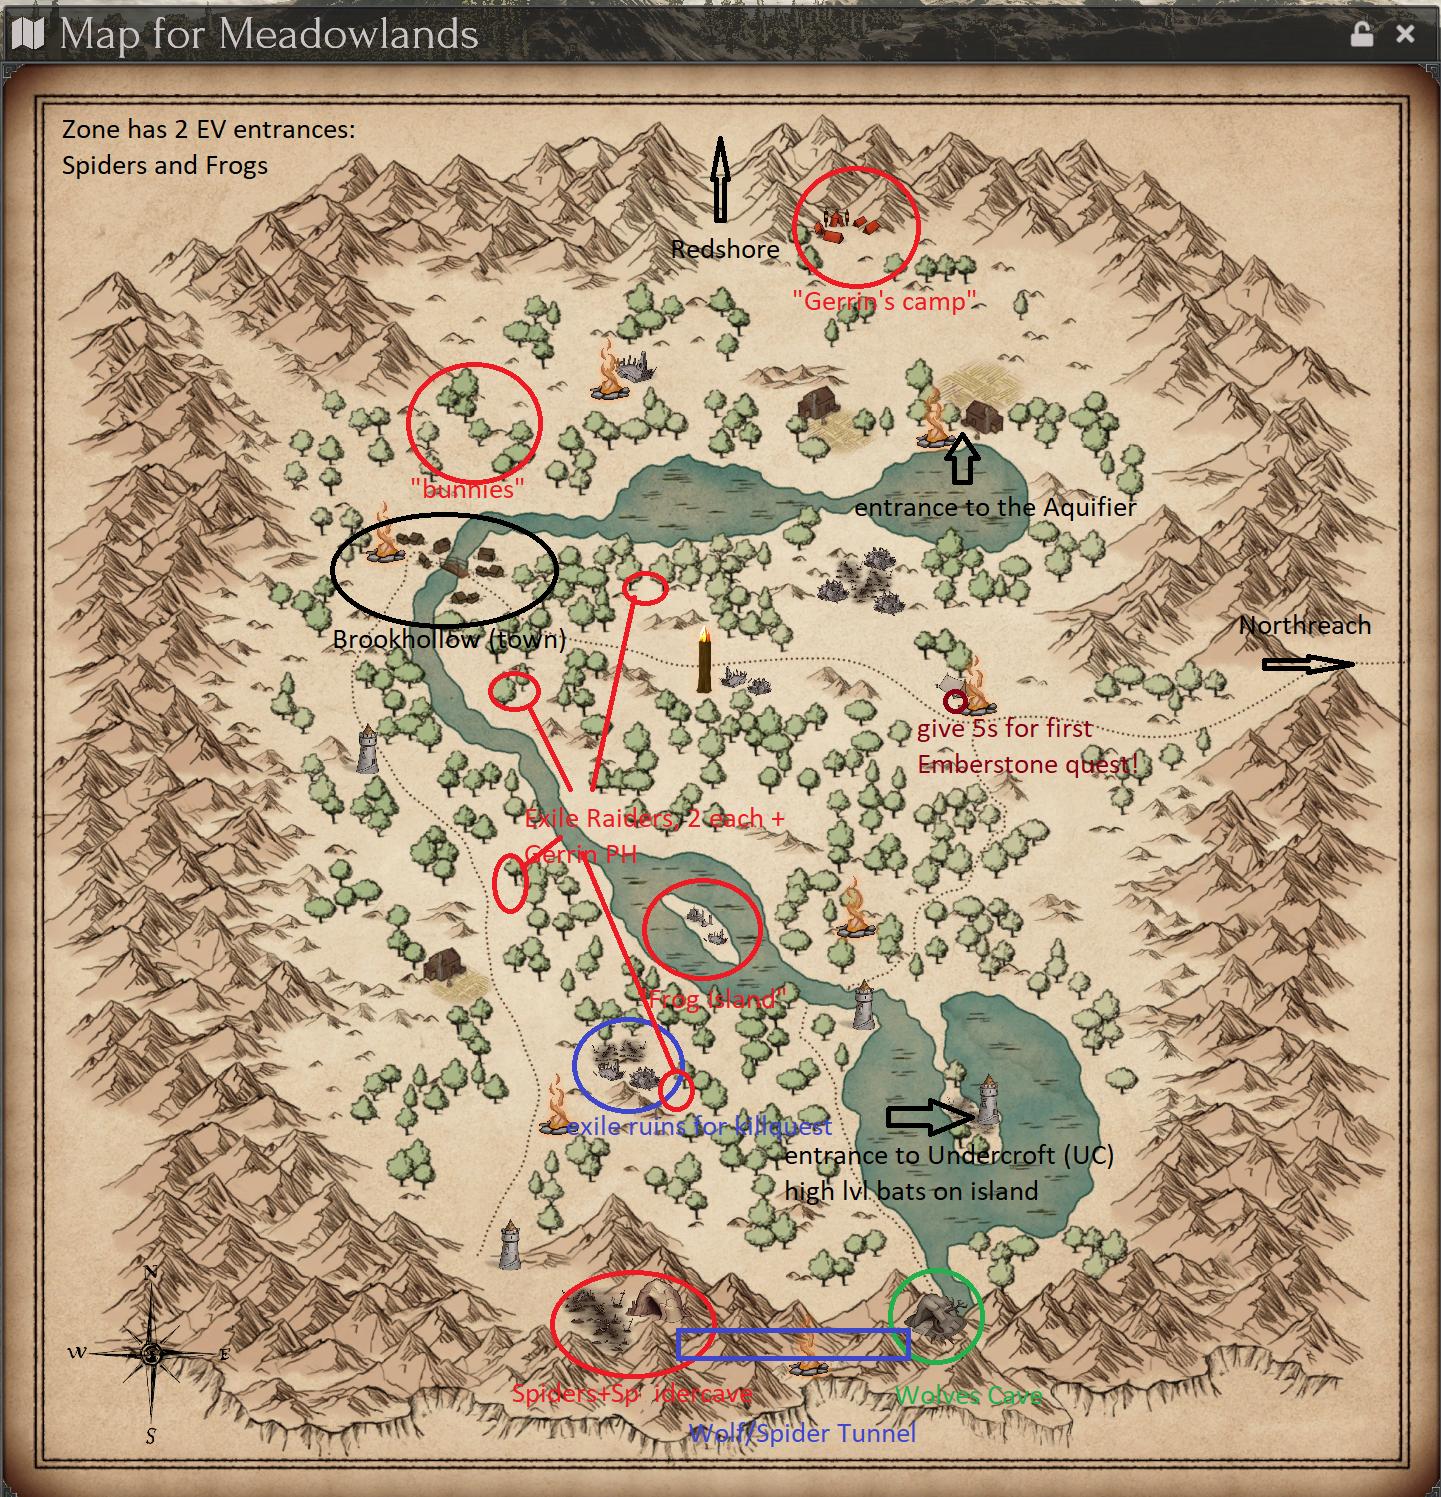 Map for Meadowlands
Zone has 2 EV entrances:
Spiders and Frogs
Redshore
"Gerrin's camp"
"bunnies"
entrance to the Aquifier
Brookhollow (town)
Northreach
give 5s for first
Emberstone quest!
Exile Raiders, 2 each +
Gerrin PH
"Frog Island"
exile ruins for killquest
entrance to Undercroft (UC)
high lvl bats on island
N
W
E
S
Spiders+Sp idercave
Wolves Cave
Wolf/Spider Tunnel